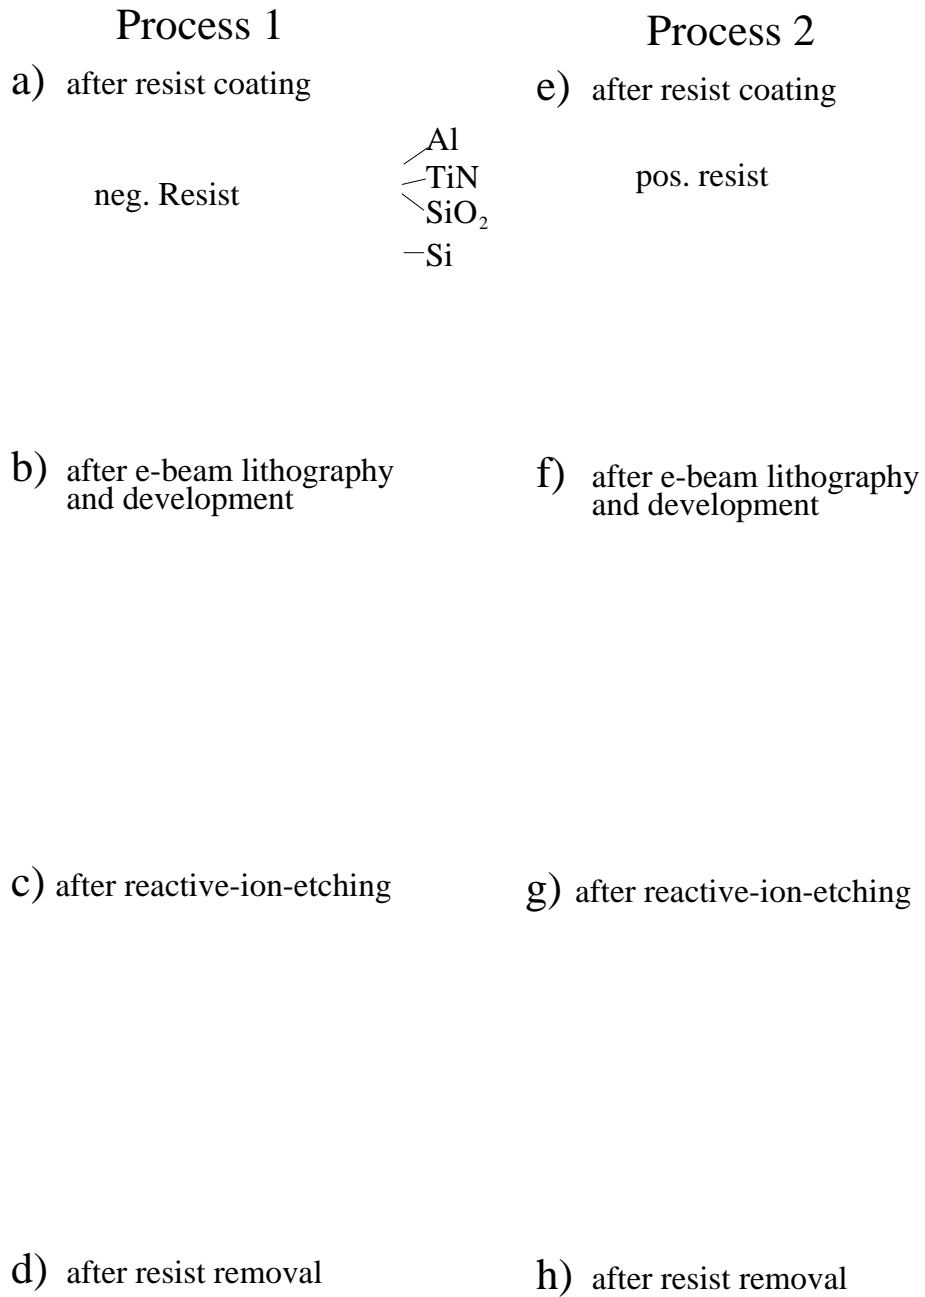 Process 1
a) after resist coating
neg. Resist
Al
TiN
SiO₂
Si
b) after e-beam lithography
and development
c) after reactive-ion-etching
d) after resist removal
Process 2
e) after resist coating
pos. resist
f) after e-beam lithography
and development
g) after reactive-ion-etching
h) after resist removal